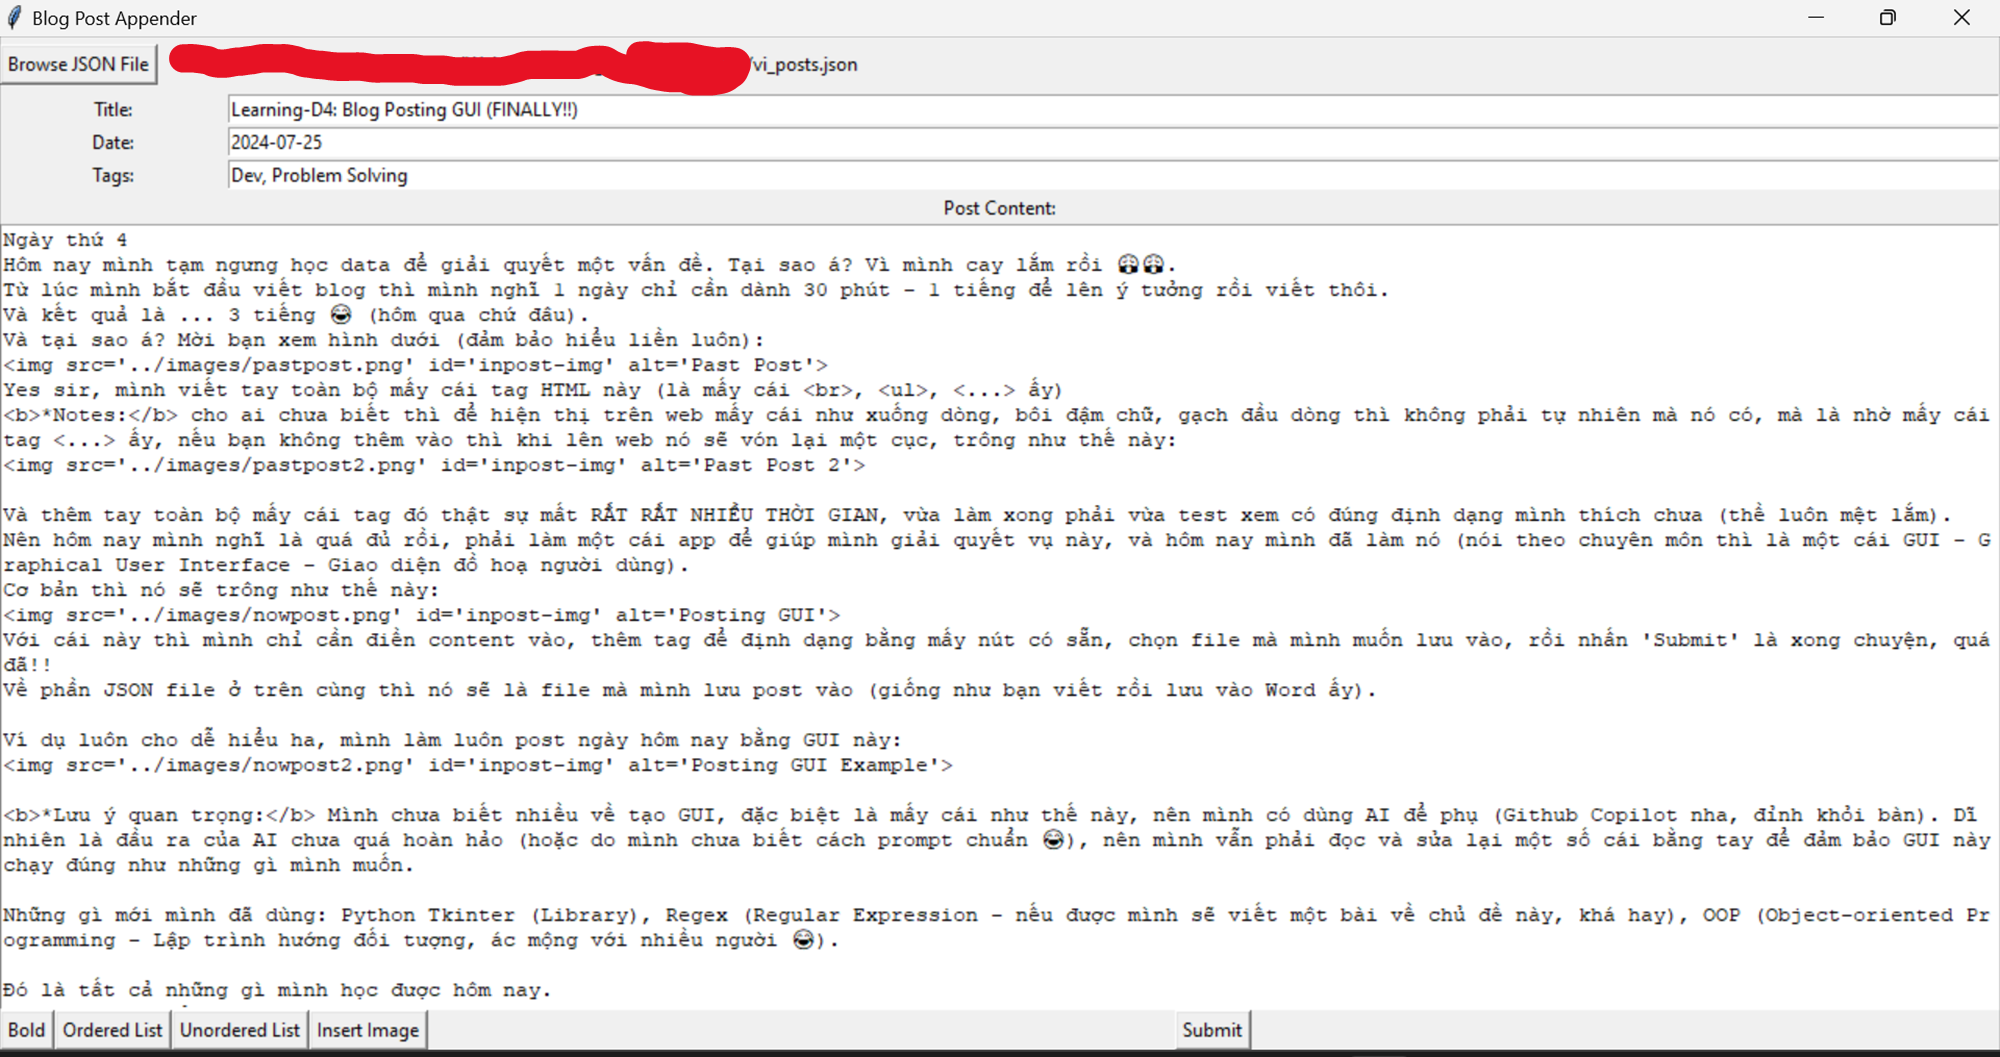 Blog Post Appender
Browse JSON File /vi_posts.json
Title: Learning-D4: Blog Posting GUI (FINALLY!!)
Date: 2024-07-25
Tags: Dev, Problem Solving
Post Content:
Ngày thứ 4
Hôm nay mình tạm ngưng học data để giải quyết một vấn đề. Tại sao á? Vì mình cay lắm rồi 😩😩.
Từ lúc mình bắt đầu viết blog thì mình nghĩ 1 ngày chỉ cần dành 30 phút - 1 tiếng để lên ý tưởng rồi viết thôi.
Và kết quả là ... 3 tiếng 😂 (hôm qua chứ đâu).
Và tại sao á? Mời bạn xem hình dưới (đảm bảo hiểu liền luôn):
<img src='../images/pastpost.png' id='inpost-img' alt='Past Post'>
Yes sir, mình viết tay toàn bộ mấy cái tag HTML này (là mấy cái <br>, <ul>, <...> ấy)
<b>*Notes:</b> cho ai chưa biết thì để hiện thị trên web mấy cái như xuống dòng, bôi đậm chữ, gạch đầu dòng thì không phải tự nhiên mà nó có, mà là nhờ mấy cái
tag <...> ấy, nếu bạn không thêm vào thì khi lên web nó sẽ vón lại một cục, trông như thế này:
<img src='../images/pastpost2.png' id='inpost-img' alt='Past Post 2'>
Và thêm tay toàn bộ mấy cái tag đó thật sự mất RẤT RẤT NHIỀU THỜI GIAN, vừa làm xong phải vừa test xem có đúng định dạng mình thích chưa (thề luôn mệt lắm).
Nên hôm nay mình nghĩ là quá đủ rồi, phải làm một cái app để giúp mình giải quyết vụ này, và hôm nay mình đã làm nó (nói theo chuyên môn thì là một cái GUI - G
raphical User Interface - Giao diện đồ hoạ người dùng).
Cơ bản thì nó sẽ trông như thế này:
<img src='../images/nowpost.png' id='inpost-img' alt='Posting GUI'>
Với cái này thì mình chỉ cần điền content vào, thêm tag để định dạng bằng mấy nút có sẵn, chọn file mà mình muốn lưu vào, rồi nhấn 'Submit' là xong chuyện, quá
đã!!
Về phần JSON file ở trên cùng thì nó sẽ là file mà mình lưu post vào (giống như bạn viết rồi lưu vào Word ấy).
Ví dụ luôn cho dễ hiểu ha, mình làm luôn post ngày hôm nay bằng GUI này:
<img src='../images/nowpost2.png' id='inpost-img' alt='Posting GUI Example'>
<b>*Lưu ý quan trọng:</b> Mình chưa biết nhiều về tạo GUI, đặc biệt là mấy cái như thế này, nên mình có dùng AI để phụ (Github Copilot nha, đỉnh khỏi bàn). Dĩ
nhiên là đầu ra của AI chưa quá hoàn hảo (hoặc do mình chưa biết cách prompt chuẩn 😂), nên mình vẫn phải đọc và sửa lại một số cái bằng tay để đảm bảo GUI này
chạy đúng như những gì mình muốn.
Những gì mới mình đã dùng: Python Tkinter (Library), Regex (Regular Expression - nếu được mình sẽ viết một bài về chủ đề này, khá hay), OOP (Object-oriented Pr
ogramming - Lập trình hướng đối tượng, ác mộng với nhiều người 😂).
Đó là tất cả những gì mình học được hôm nay.
Bold Ordered List Unordered List Insert Image Submit